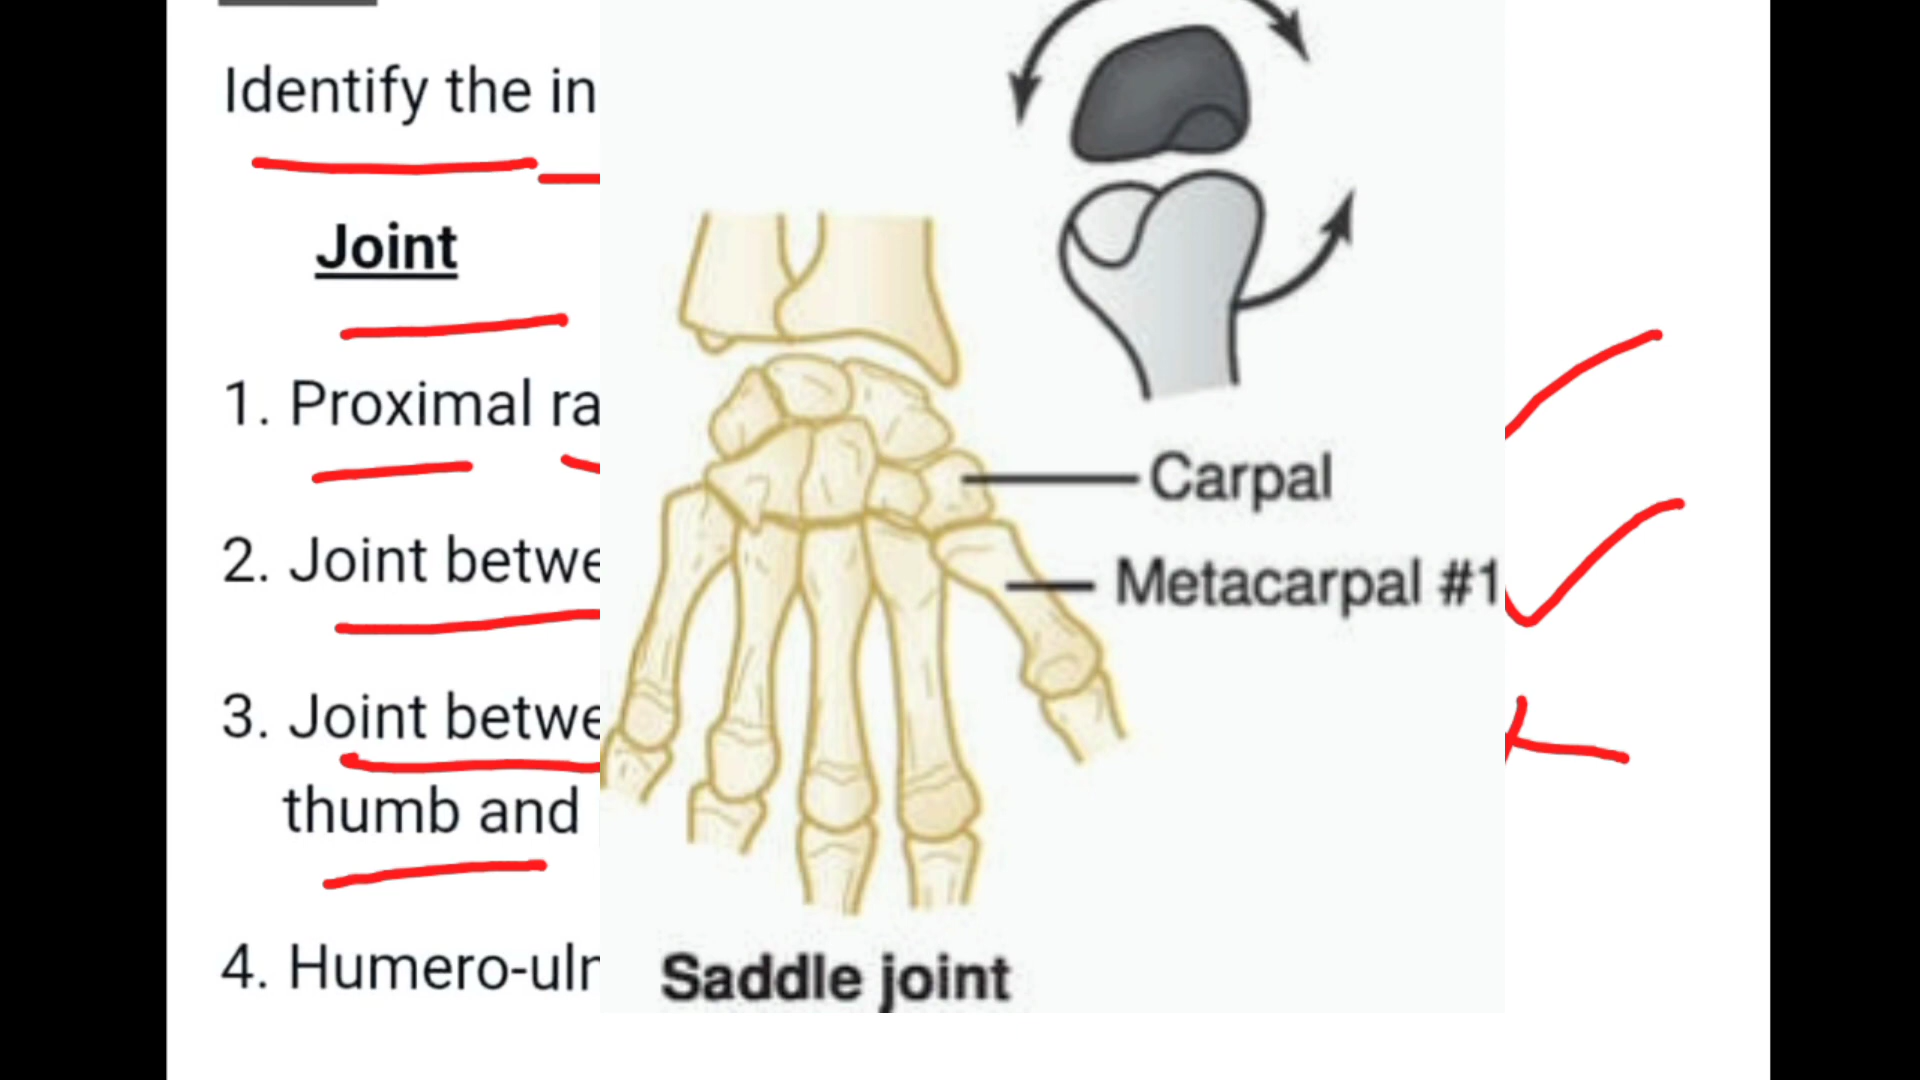 Identify the in
Joint
1. Proximal ra
2. Joint betwe
3. Joint betwe
thumb and
4. Humero-uln
Carpal
Metacarpal #1
Saddle joint